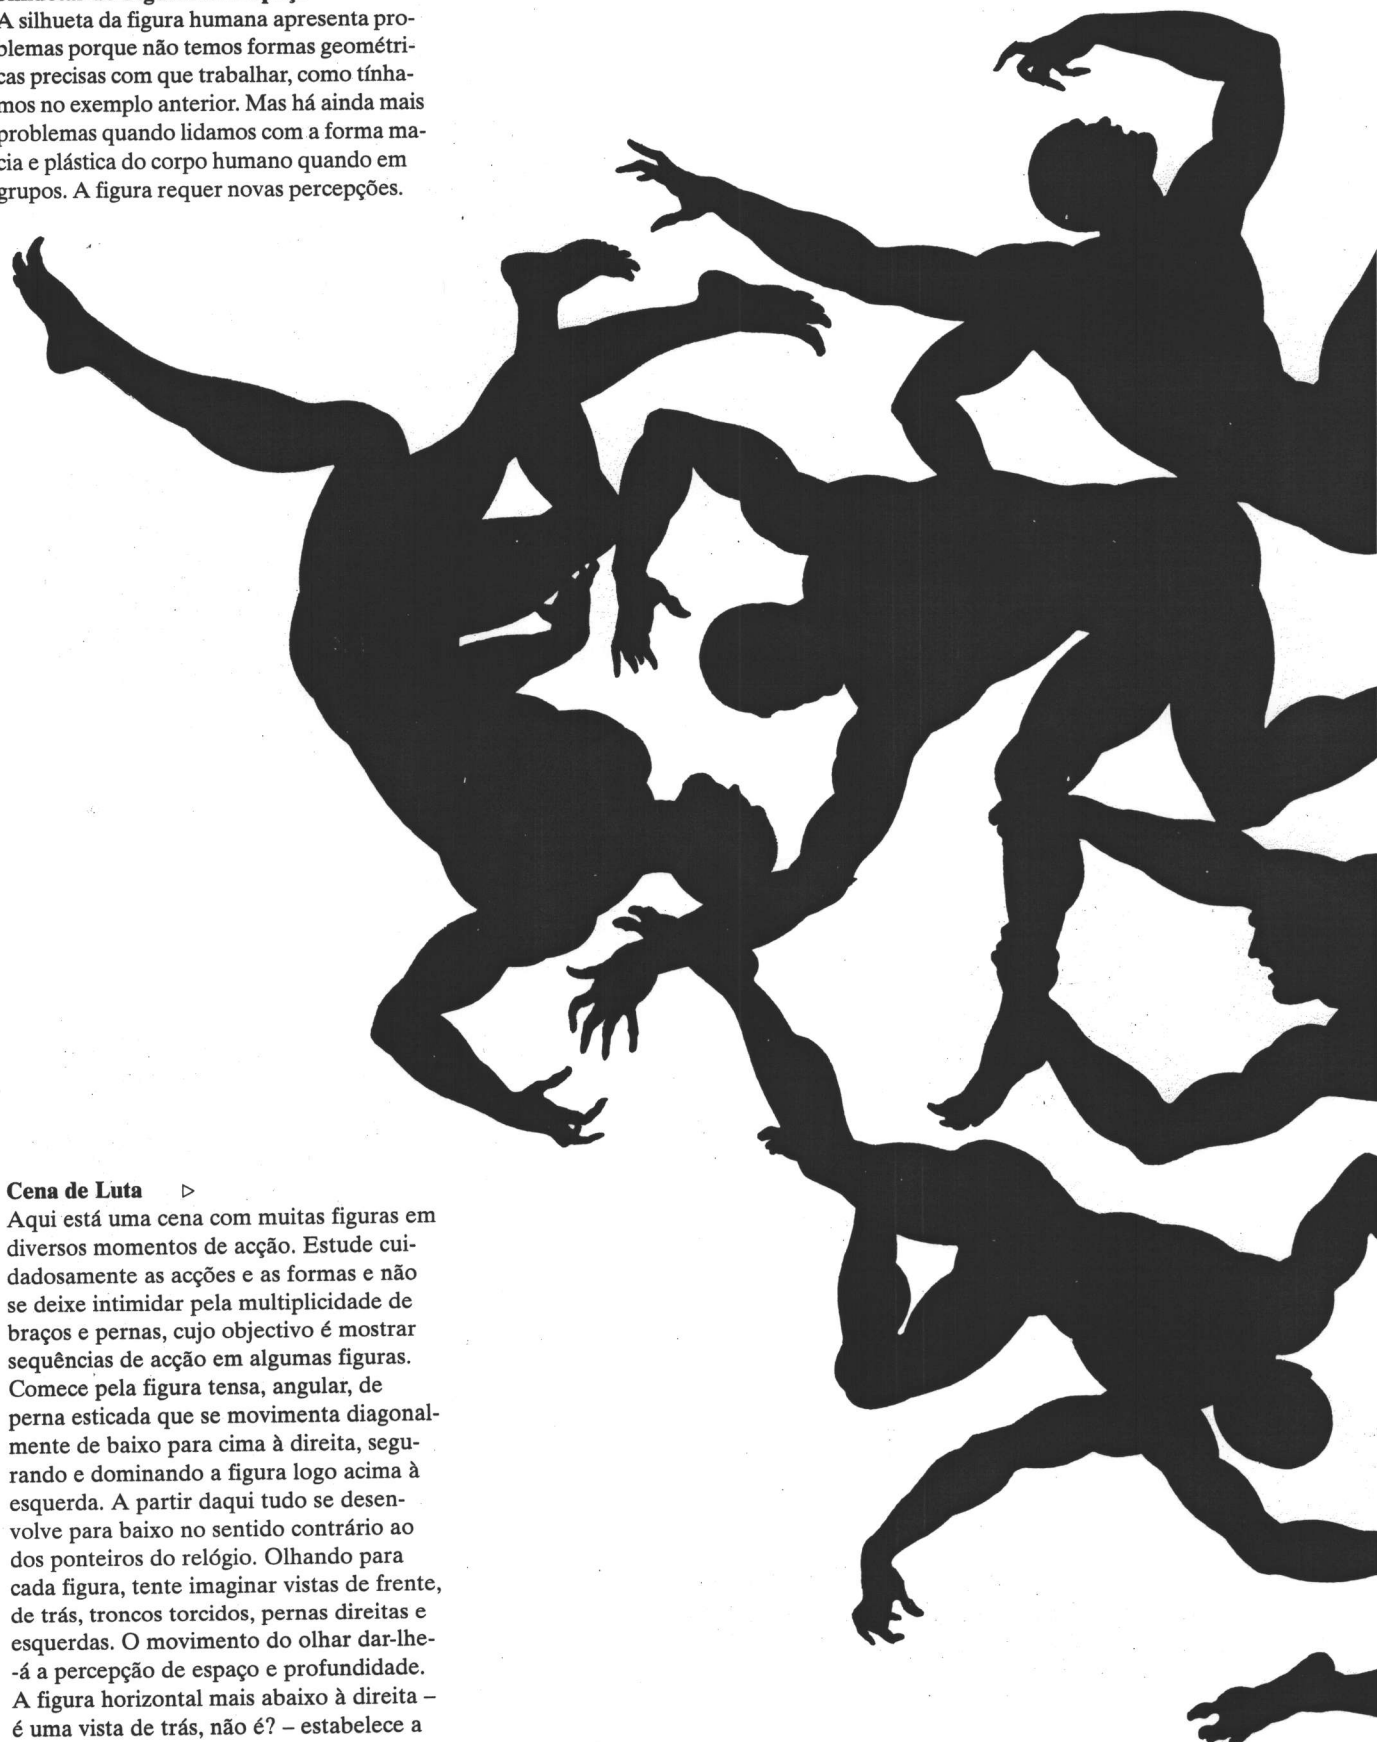 A silhueta da figura humana apresenta pro-
blemas porque não temos formas geométri-
cas precisas com que trabalhar, como tínha-
mos no exemplo anterior. Mas há ainda mais
problemas quando lidamos com a forma ma-
cia e plástica do corpo humano quando em
grupos. A figura requer novas percepções.
Cena de Luta ▷
Aqui está uma cena com muitas figuras em
diversos momentos de acção. Estude cui-
dadosamente as acções e as formas e não
se deixe intimidar pela multiplicidade de
braços e pernas, cujo objectivo é mostrar
sequências de acção em algumas figuras.
Comece pela figura tensa, angular, de
perna esticada que se movimenta diagonal-
mente de baixo para cima à direita, segu-
rando e dominando a figura logo acima à
esquerda. A partir daqui tudo se desen-
volve para baixo no sentido contrário ao
dos ponteiros do relógio. Olhando para
cada figura, tente imaginar vistas de frente,
de trás, troncos torcidos, pernas direitas e
esquerdas. O movimento do olhar dar-lhe-
-á a percepção de espaço e profundidade.
A figura horizontal mais abaixo à direita –
é uma vista de trás, não é? – estabelece a